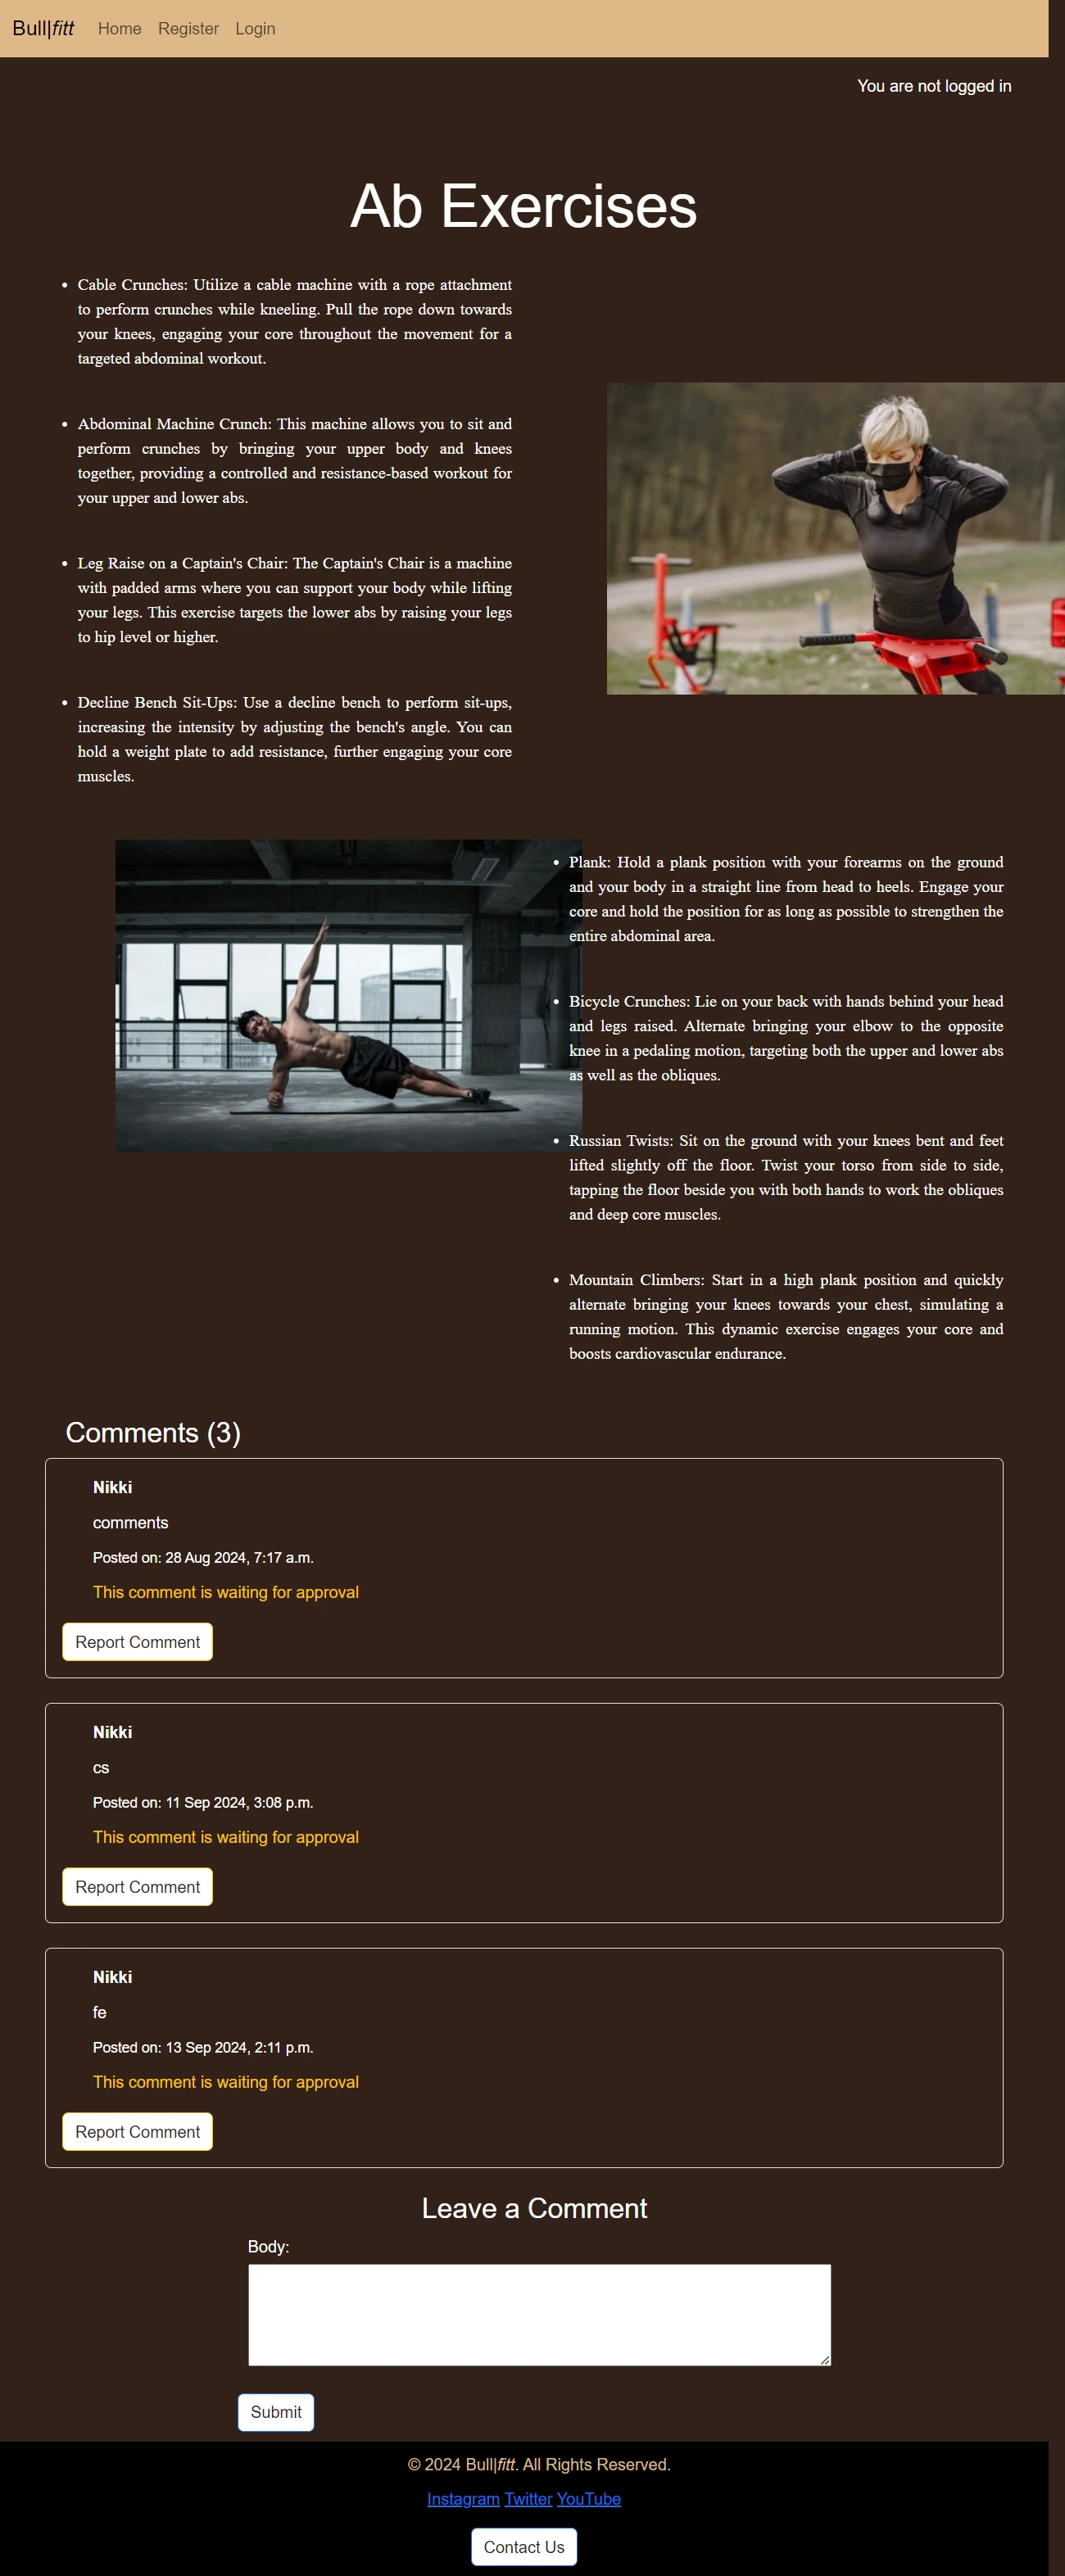 Bull|fitt Home Register Login
You are not logged in
Ab Exercises
• Cable Crunches: Utilize a cable machine with a rope attachment
to perform crunches while kneeling. Pull the rope down towards
your knees, engaging your core throughout the movement for a
targeted abdominal workout.
• Abdominal Machine Crunch: This machine allows you to sit and
perform crunches by bringing your upper body and knees
together, providing a controlled and resistance-based workout for
your upper and lower abs.
• Leg Raise on a Captain's Chair: The Captain's Chair is a machine
with padded arms where you can support your body while lifting
your legs. This exercise targets the lower abs by raising your legs
to hip level or higher.
• Decline Bench Sit-Ups: Use a decline bench to perform sit-ups,
increasing the intensity by adjusting the bench's angle. You can
hold a weight plate to add resistance, further engaging your core
muscles.
• Plank: Hold a plank position with your forearms on the ground
and your body in a straight line from head to heels. Engage your
core and hold the position for as long as possible to strengthen the
entire abdominal area.
• Bicycle Crunches: Lie on your back with hands behind your head
and legs raised. Alternate bringing your elbow to the opposite
knee in a pedaling motion, targeting both the upper and lower abs
as well as the obliques.
• Russian Twists: Sit on the ground with your knees bent and feet
lifted slightly off the floor. Twist your torso from side to side,
tapping the floor beside you with both hands to work the obliques
and deep core muscles.
• Mountain Climbers: Start in a high plank position and quickly
alternate bringing your knees towards your chest, simulating a
running motion. This dynamic exercise engages your core and
boosts cardiovascular endurance.
Comments (3)
Nikki
comments
Posted on: 28 Aug 2024, 7:17 a.m.
This comment is waiting for approval
Report Comment
Nikki
cs
Posted on: 11 Sep 2024, 3:08 p.m.
This comment is waiting for approval
Report Comment
Nikki
fe
Posted on: 13 Sep 2024, 2:11 p.m.
This comment is waiting for approval
Report Comment
Leave a Comment
Body:
Submit
© 2024 Bull|fitt. All Rights Reserved.
Instagram Twitter YouTube
Contact Us